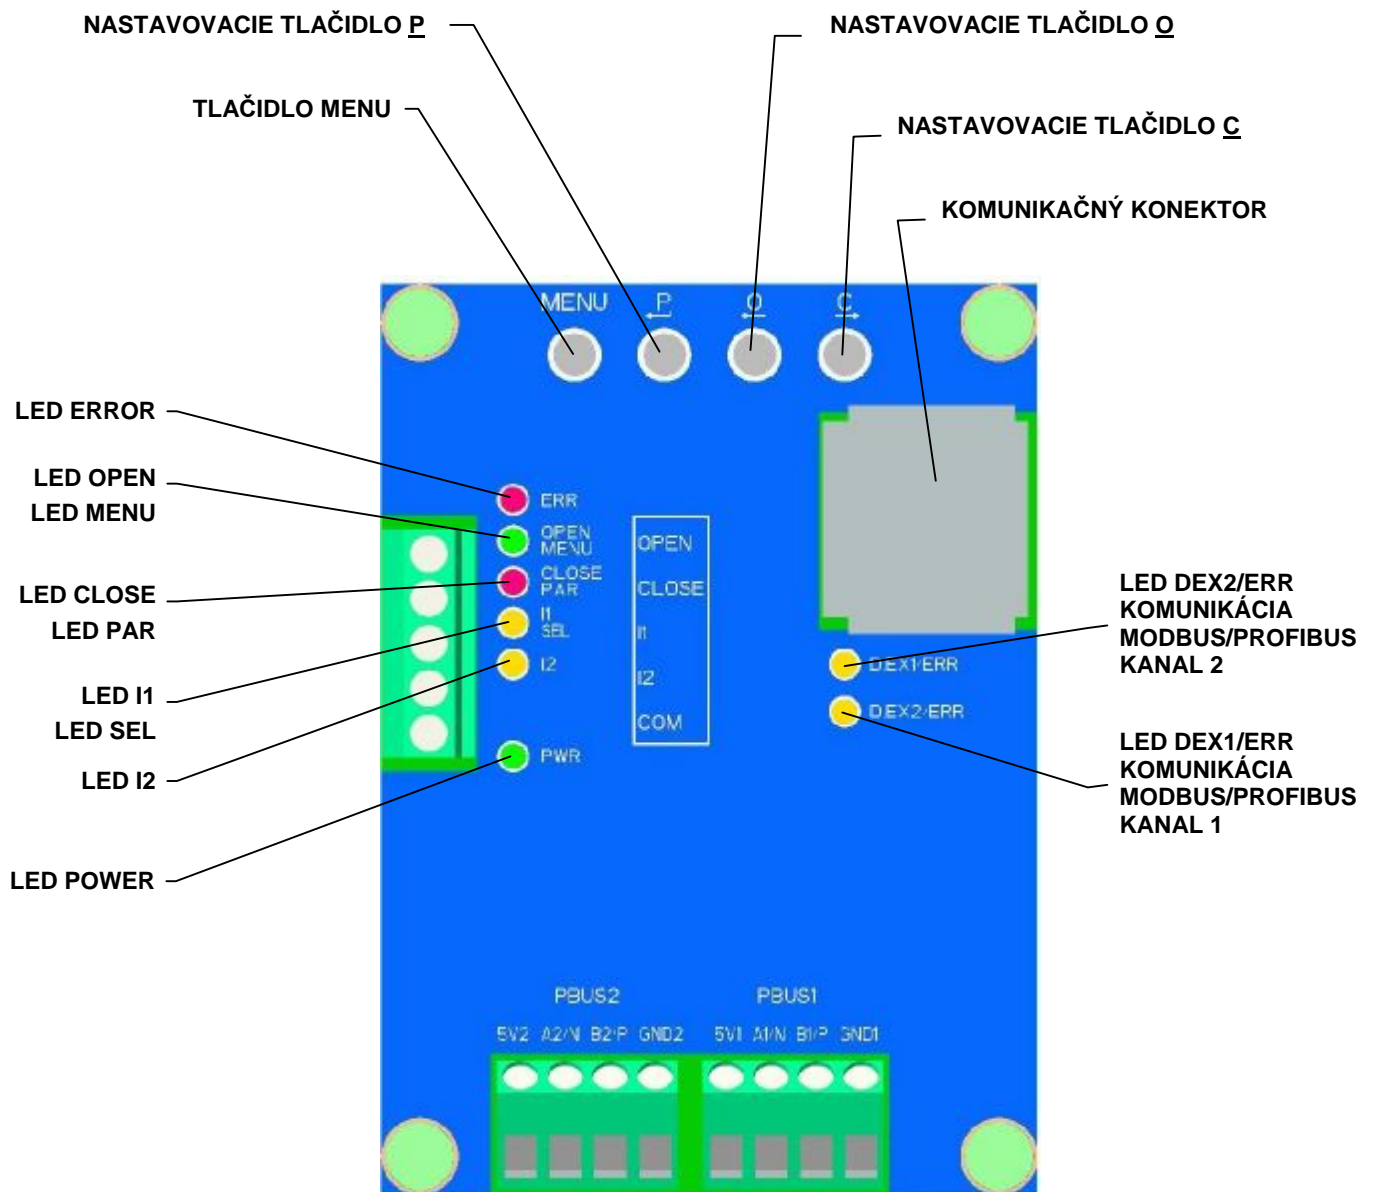 NASTAVOVACIE TLAČIDLO P
NASTAVOVACIE TLAČIDLO O
TLAČIDLO MENU
NASTAVOVACIE TLAČIDLO C
KOMUNIKAČNÝ KONEKTOR
MENU P O C
LED ERROR
LED OPEN
LED MENU
LED CLOSE
LED PAR
LED I1
LED SEL
LED I2
LED POWER
ERR
OPEN
MENU
CLOSE
PAR
I1
SEL
I2
PWR
OPEN
CLOSE
I1
I2
COM
D.EX1/ERR
D.EX2/ERR
LED DEX2/ERR
KOMUNIKÁCIA
MODBUS/PROFIBUS
KANAL 2
LED DEX1/ERR
KOMUNIKÁCIA
MODBUS/PROFIBUS
KANAL 1
PBUS2 PBUS1
5V2 A2/N B2/P GND2 5V1 A1/N B1/P GND1